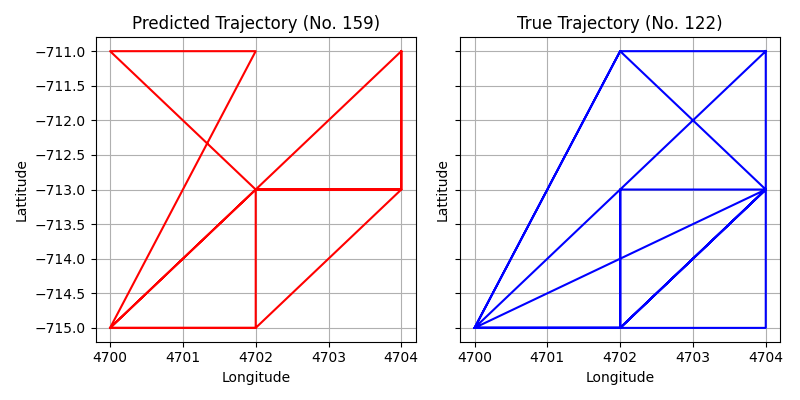 Predicted Trajectory (No. 159)
True Trajectory (No. 122)
−711.0
−711.5
−712.0
−712.5
−713.0
−713.5
−714.0
−714.5
−715.0
Lattitude
Lattitude
4700 4701 4702 4703 4704
4700 4701 4702 4703 4704
Longitude
Longitude